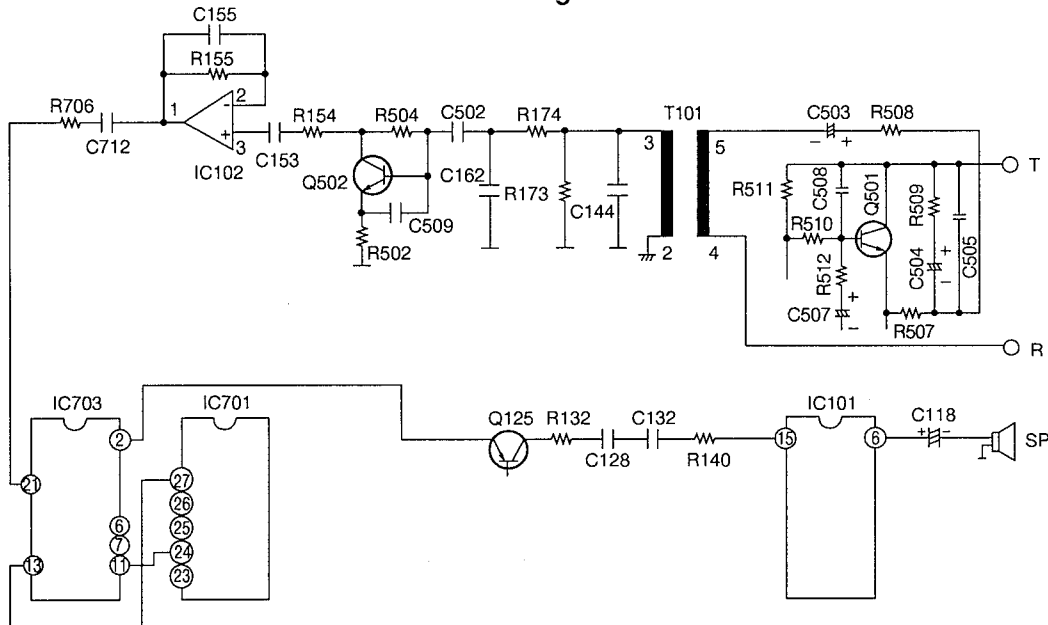 g
C155
R155
R706
C712
1
2
-
+
3
IC102
C153
R154
R504
Q502
C509
R502
C502
C162
R174
R173
C144
T101
3
2
5
4
C503
- +
R508
R511
C508
Q501
R509
R510
R512
C507
+
-
C504
+
-
C505
R507
T
R
IC703
2
21
6
7
13
11
IC701
27
26
25
24
23
Q125
R132
C128
C132
R140
IC101
15
6
C118
+ -
SP